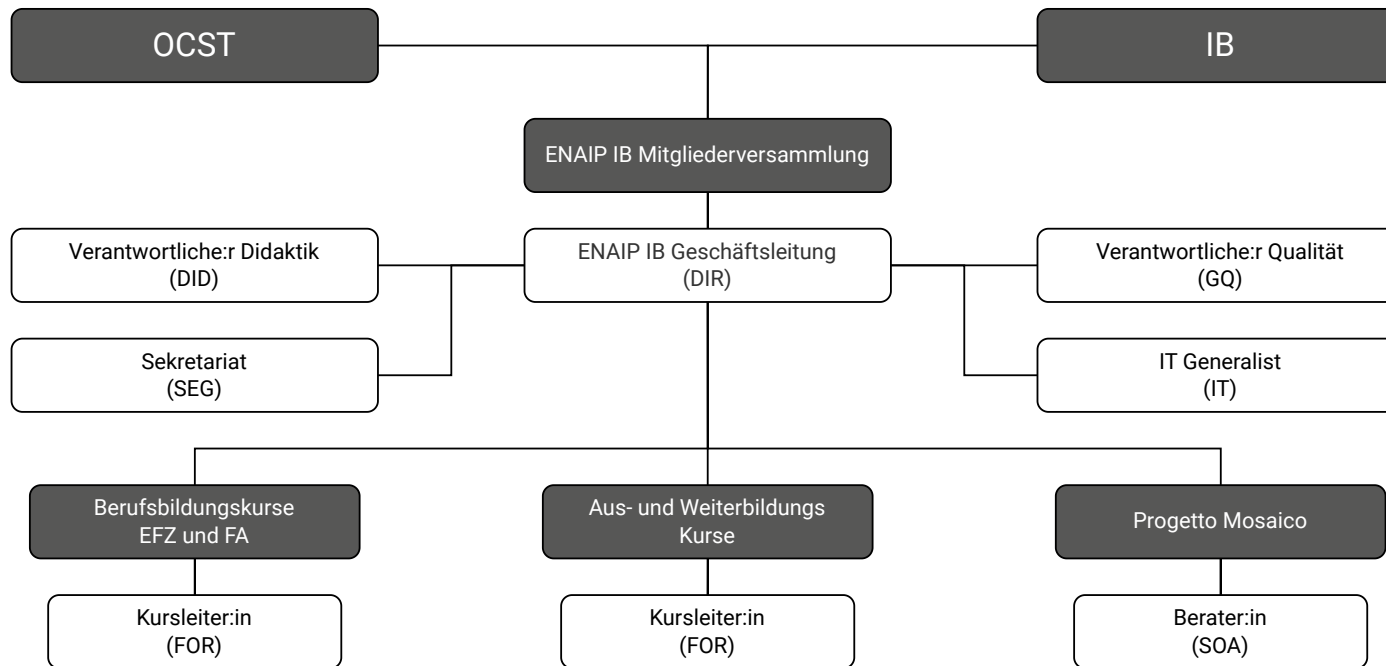 OCST
IB
ENAIP IB Mitgliederversammlung
Verantwortliche:r Didaktik
(DID)
ENAIP IB Geschäftsleitung
(DIR)
Verantwortliche:r Qualität
(GQ)
Sekretariat
(SEG)
IT Generalist
(IT)
Berufsbildungskurse
EFZ und FA
Aus- und Weiterbildungs
Kurse
Progetto Mosaico
Kursleiter:in
(FOR)
Kursleiter:in
(FOR)
Berater:in
(SOA)